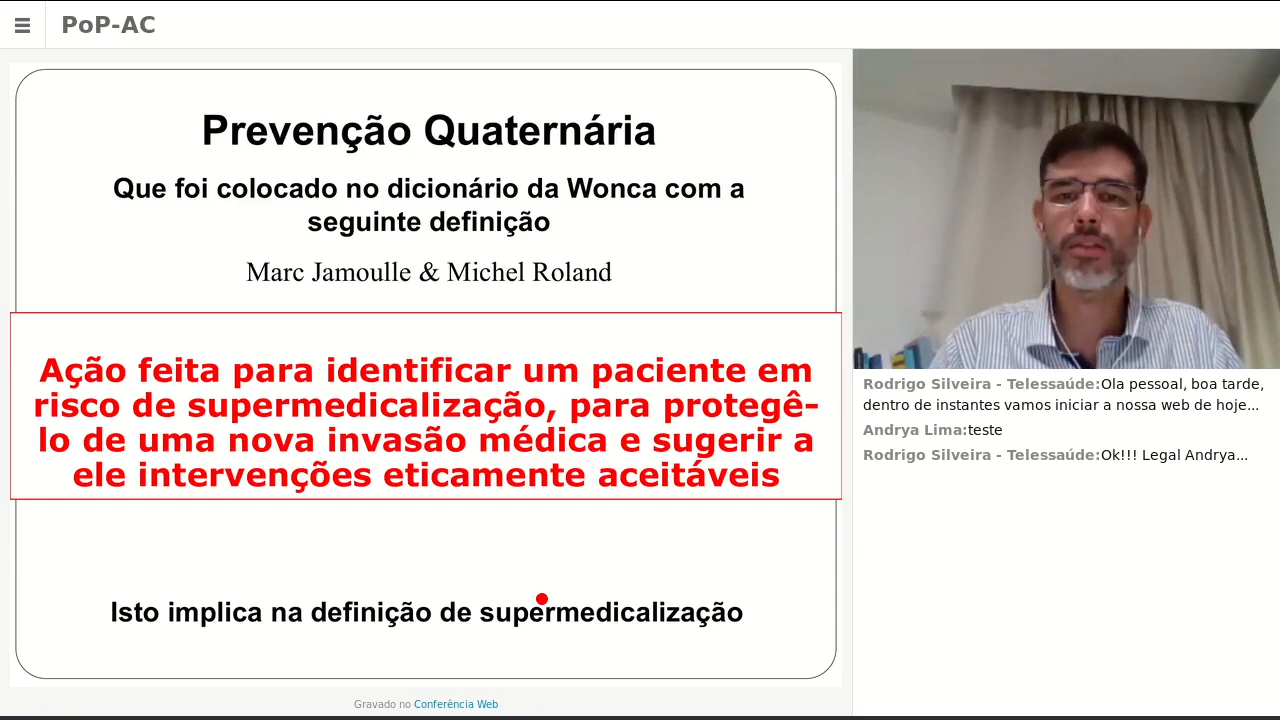 PoP-AC
Prevenção Quaternária
Que foi colocado no dicionário da Wonca com a
seguinte definição
Marc Jamoulle & Michel Roland
Ação feita para identificar um paciente em
risco de supermedicalização, para protegê-
lo de uma nova invasão médica e sugerir a
ele intervenções eticamente aceitáveis
Isto implica na definição de supermedicalização
Gravado no Conferência Web
Rodrigo Silveira - Telessaúde:Ola pessoal, boa tarde,
dentro de instantes vamos iniciar a nossa web de hoje...
Andrya Lima:teste
Rodrigo Silveira - Telessaúde:Ok!!! Legal Andrya...